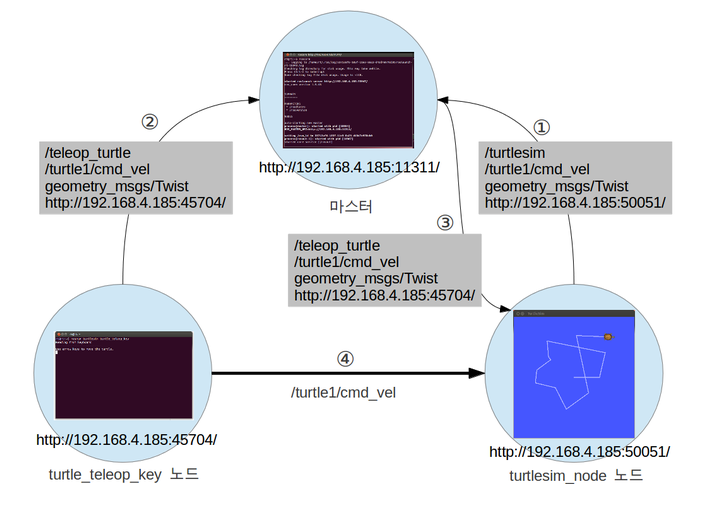 http://192.168.4.185:11311/
마스터
②
/teleop_turtle
/turtle1/cmd_vel
geometry_msgs/Twist
http://192.168.4.185:45704/
①
/turtlesim
/turtle1/cmd_vel
geometry_msgs/Twist
http://192.168.4.185:50051/
③
/teleop_turtle
/turtle1/cmd_vel
geometry_msgs/Twist
http://192.168.4.185:45704/
④
/turtle1/cmd_vel
http://192.168.4.185:45704/
turtle_teleop_key 노드
http://192.168.4.185:50051/
turtlesim_node 노드